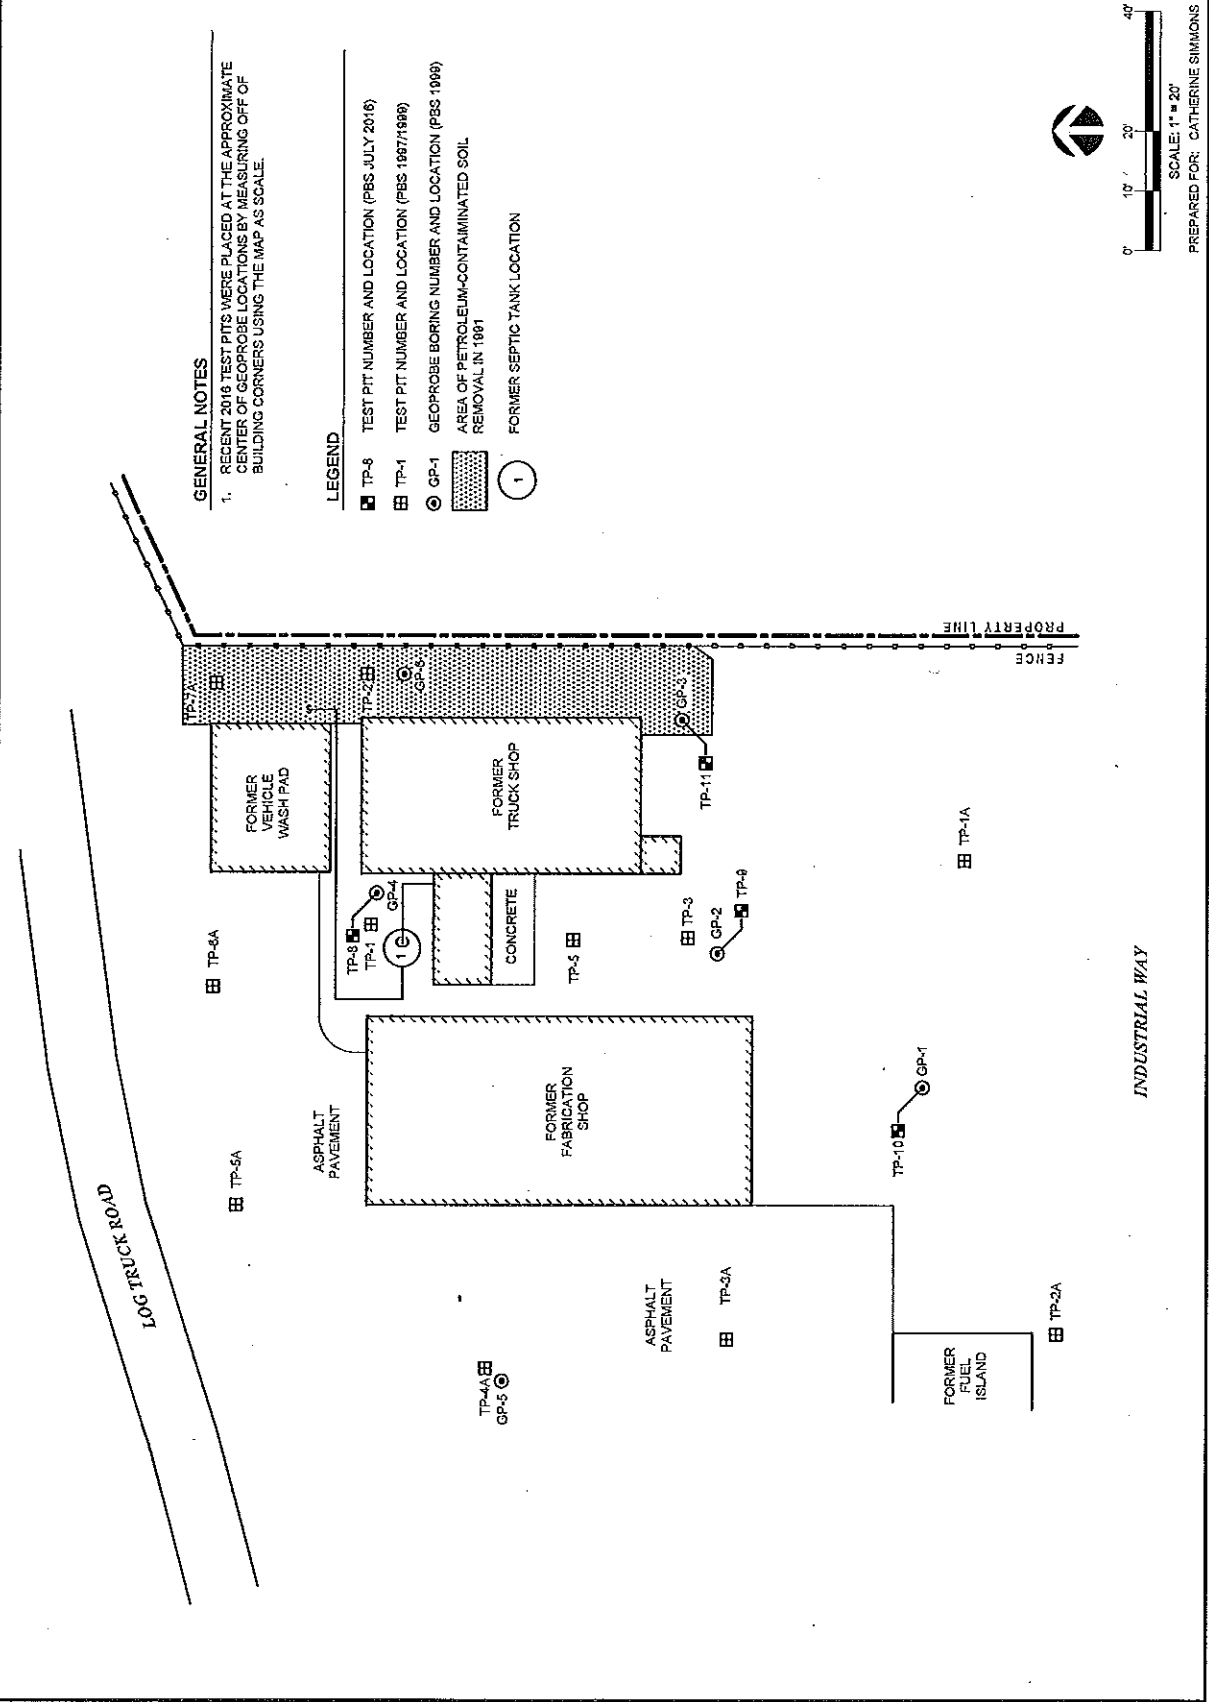 GENERAL NOTES
1. RECENT 2016 TEST PITS WERE PLACED AT THE APPROXIMATE
CENTER OF GEOPROBE LOCATIONS BY MEASURING OFF OF
BUILDING CORNERS USING THE MAP AS SCALE.
LEGEND
TP-8 TEST PIT NUMBER AND LOCATION (PBS JULY 2016)
TP-1 TEST PIT NUMBER AND LOCATION (PBS 1997/1999)
GP-1 GEOPROBE BORING NUMBER AND LOCATION (PBS 1999)
AREA OF PETROLEUM-CONTAIMINATED SOIL
REMOVAL IN 1991
1 FORMER SEPTIC TANK LOCATION
LOG TRUCK ROAD
TP-5A
TP-6A
TP-7A
ASPHALT
PAVEMENT
FORMER
VEHICLE
WASH PAD
S
TP-2
GP-6
TP-8
TP-1
GP-4
1
C
CONCRETE
FORMER
TRUCK SHOP
FORMER
FABRICATION
SHOP
TP-4A
GP-5
TP-5
TP-3
GP-2
TP-9
TP-11
GP-3
ASPHALT
PAVEMENT
TP-3A
TP-10
GP-1
TP-1A
FORMER
FUEL
ISLAND
TP-2A
FENCE
PROPERTY LINE
INDUSTRIAL WAY
0' 10' 20' 40'
SCALE: 1" = 20'
PREPARED FOR: CATHERINE SIMMONS